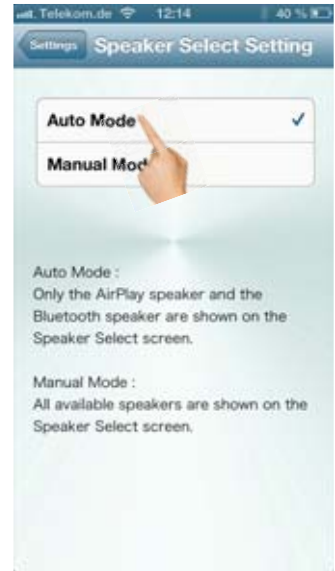 Telekom.de 12:14 40 %
Settings Speaker Select Setting
Auto Mode
Manual Mod
Auto Mode :
Only the AirPlay speaker and the
Bluetooth speaker are shown on the
Speaker Select screen.
Manual Mode :
All available speakers are shown on the
Speaker Select screen.